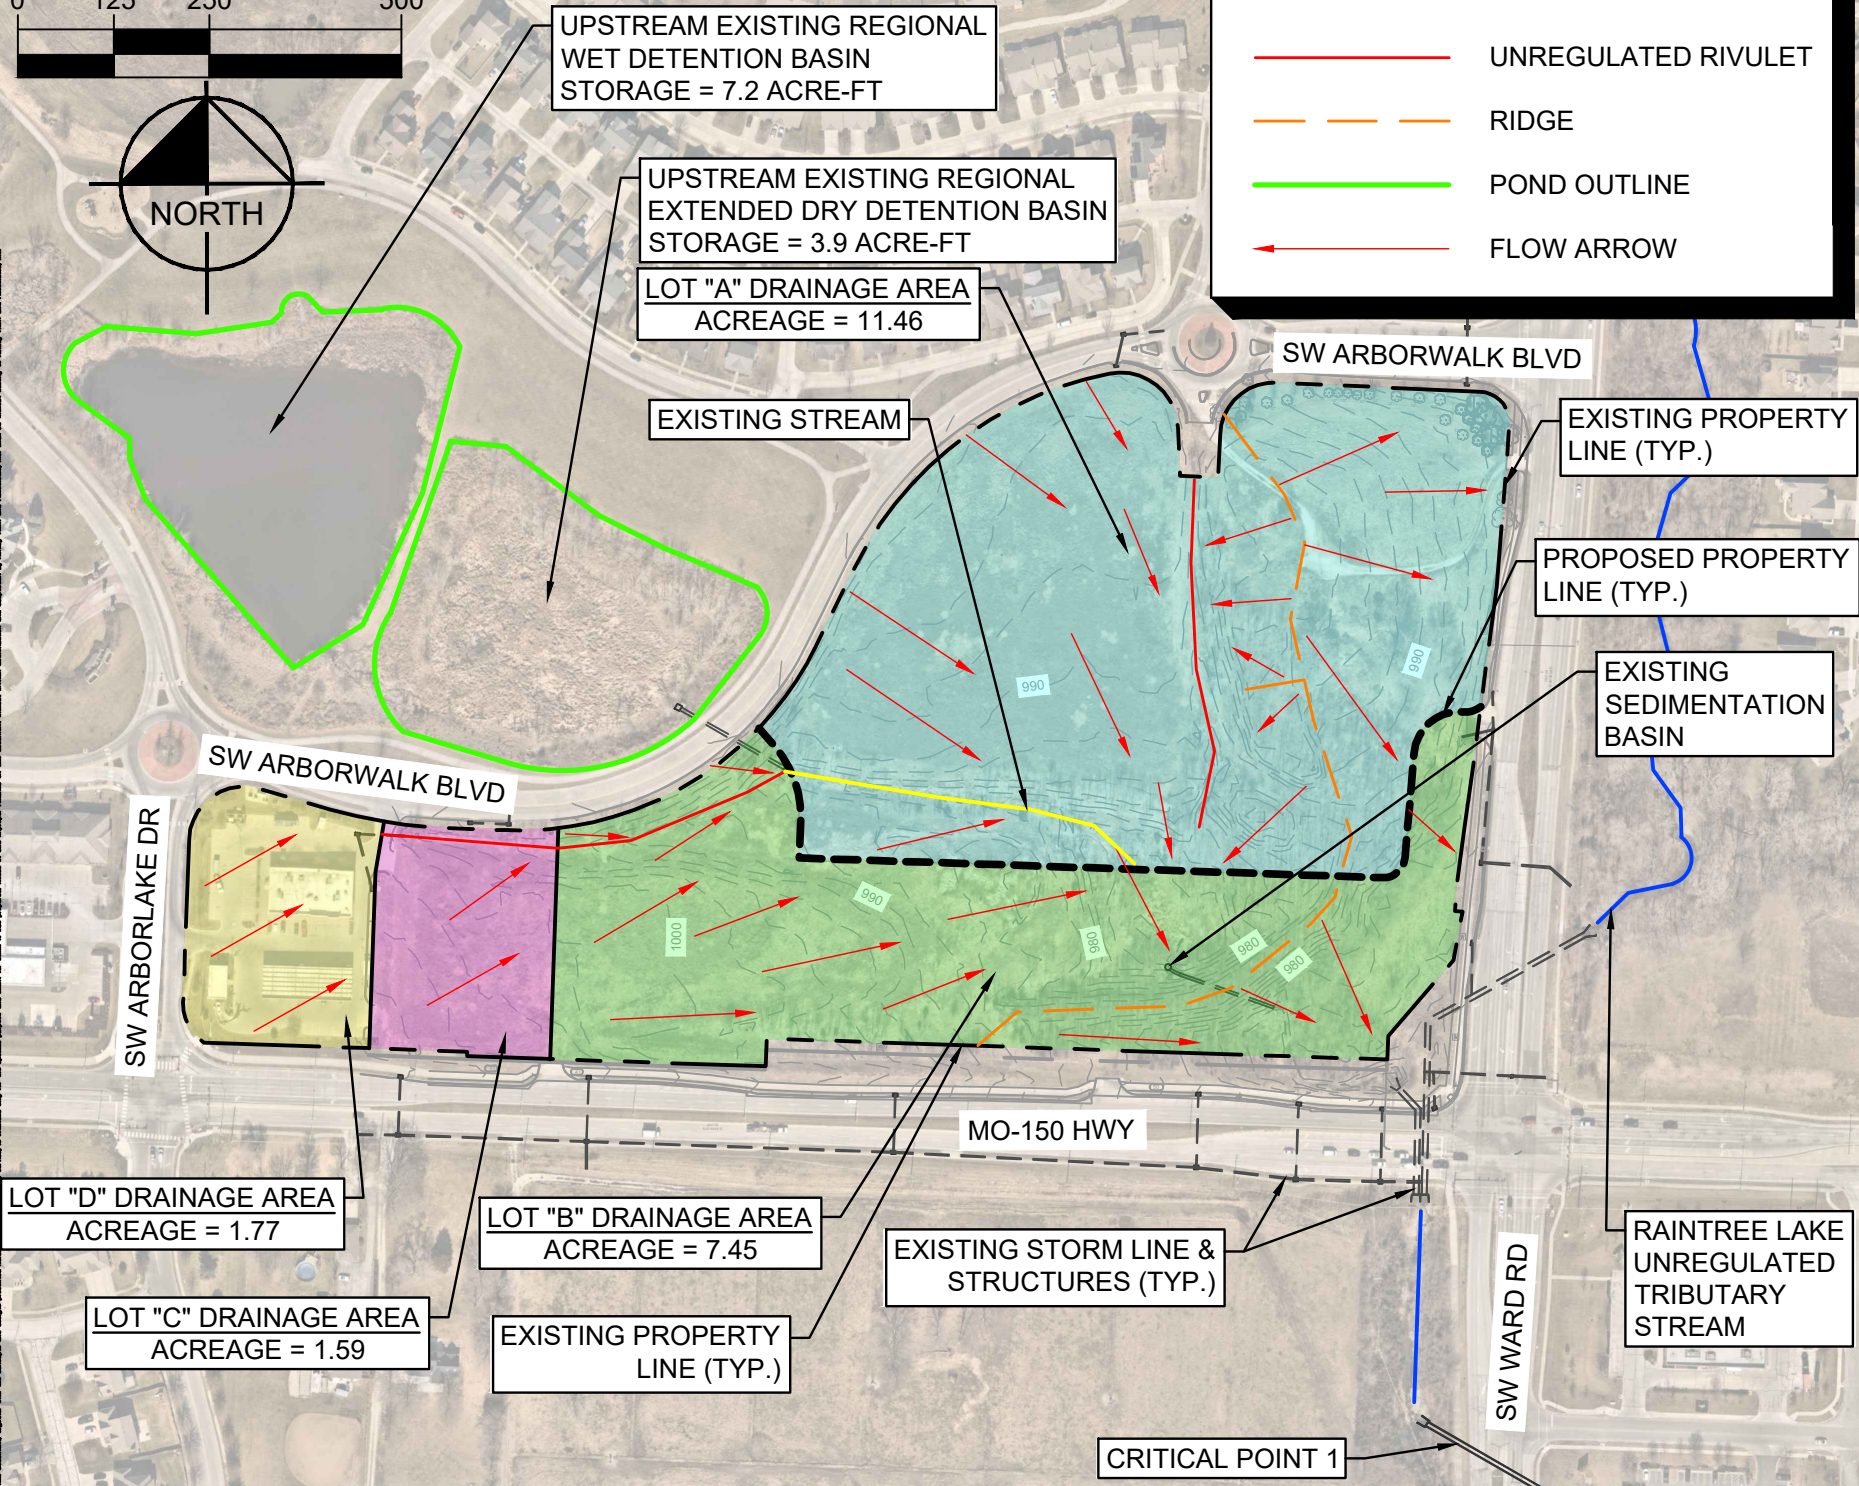 0 125 250 500
UPSTREAM EXISTING REGIONAL
WET DETENTION BASIN
STORAGE = 7.2 ACRE-FT
UNREGULATED RIVULET
RIDGE
POND OUTLINE
FLOW ARROW
NORTH
UPSTREAM EXISTING REGIONAL
EXTENDED DRY DETENTION BASIN
STORAGE = 3.9 ACRE-FT
LOT "A" DRAINAGE AREA
ACREAGE = 11.46
SW ARBORWALK BLVD
EXISTING STREAM
EXISTING PROPERTY
LINE (TYP.)
PROPOSED PROPERTY
LINE (TYP.)
EXISTING
SEDIMENTATION
BASIN
990
990
SW ARBORWALK BLVD
SW ARBORLAKE DR
990
1000
980
980
980
MO-150 HWY
LOT "D" DRAINAGE AREA
ACREAGE = 1.77
LOT "B" DRAINAGE AREA
ACREAGE = 7.45
EXISTING STORM LINE &
STRUCTURES (TYP.)
RAINTREE LAKE
UNREGULATED
TRIBUTARY
STREAM
SW WARD RD
LOT "C" DRAINAGE AREA
ACREAGE = 1.59
EXISTING PROPERTY
LINE (TYP.)
CRITICAL POINT 1